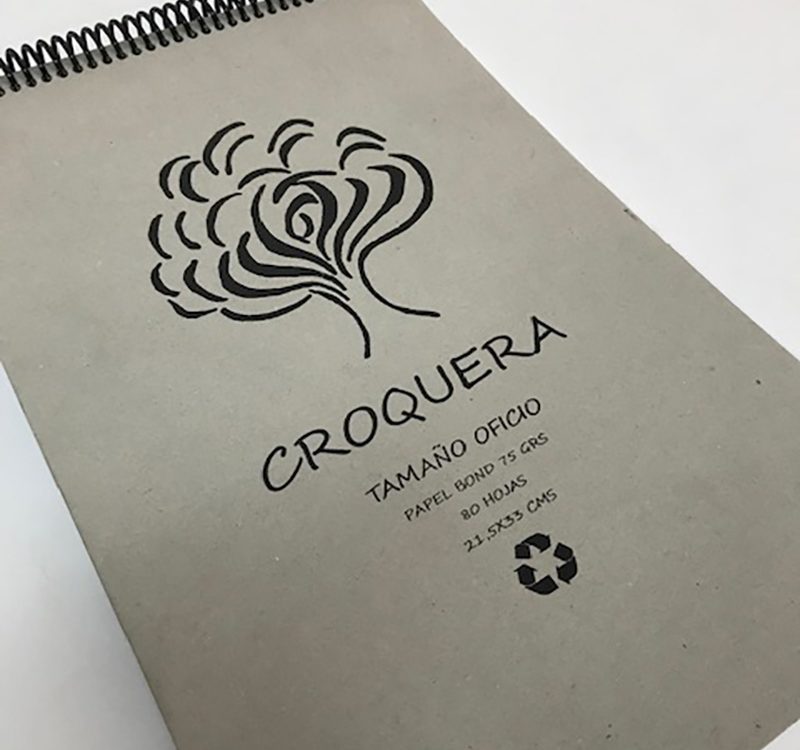 CROQUERA
TAMAÑO OFICIO
PAPEL BOND 75 GRS
80 HOJAS
21,5X33 CMS